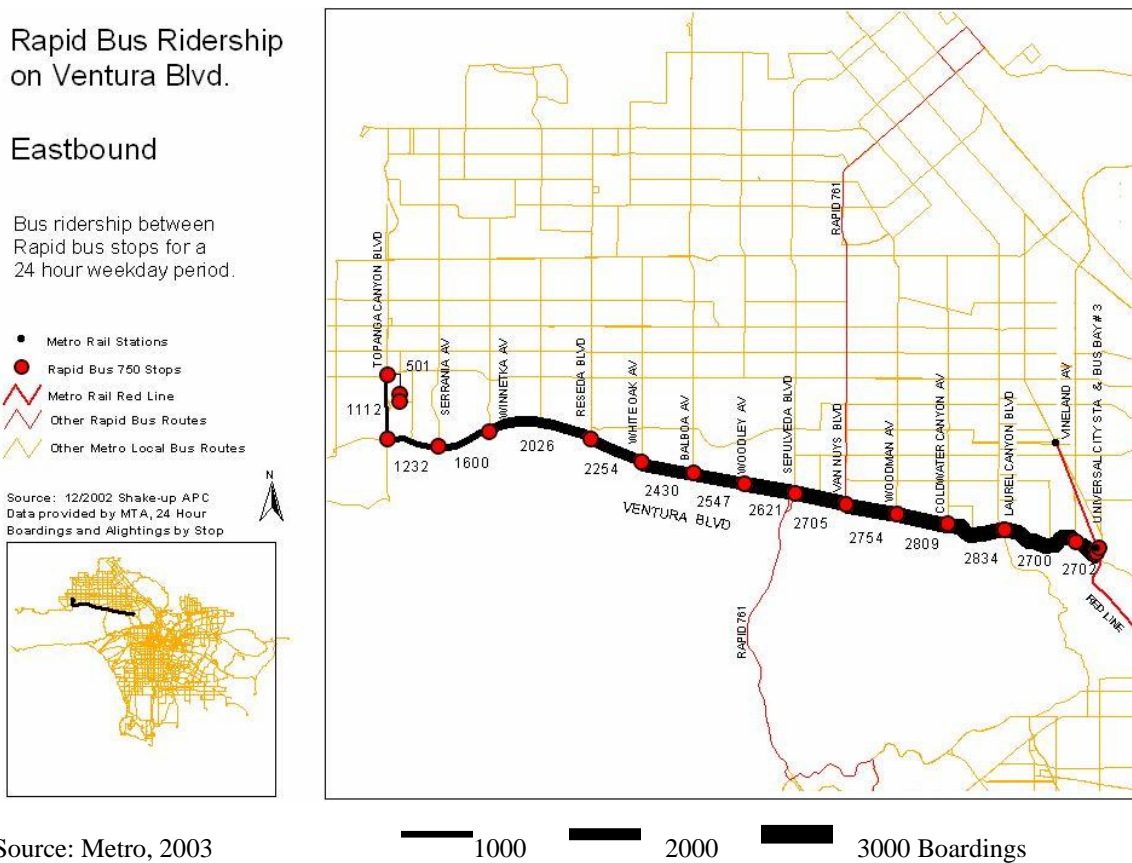 Rapid Bus Ridership
on Ventura Blvd.
Eastbound
Bus ridership between
Rapid bus stops for a
24 hour weekday period.
Metro Rail Stations
Rapid Bus 750 Stops
Metro Rail Red Line
Other Rapid Bus Routes
Other Metro Local Bus Routes
Source: 12/2002 Shake-up APC
Data provided by MTA, 24 Hour
Boardings and Alightings by Stop
N
TOPANGA CANYON BLVD
501
SERRANIA AV
WINNETKA AV
RESEDA BLVD
WHITE OAK AV
BALBOA AV
WOODLEY AV
SEPULVEDA BLVD
VAN NUYS BLVD
WOODMAN AV
COLDWATER CANYON AV
LAUREL CANYON BLVD
VINELAND AV
UNIVERSAL CITY STA & BUS BAY # 3
RAPID 761
1112
1232
1600
2026
2254
2430
2547
2621
2705
2754
2809
2834
2700
2702
VENTURA BLVD
RAPID 761
RED LINE
Source: Metro, 2003
1000
2000
3000 Boardings